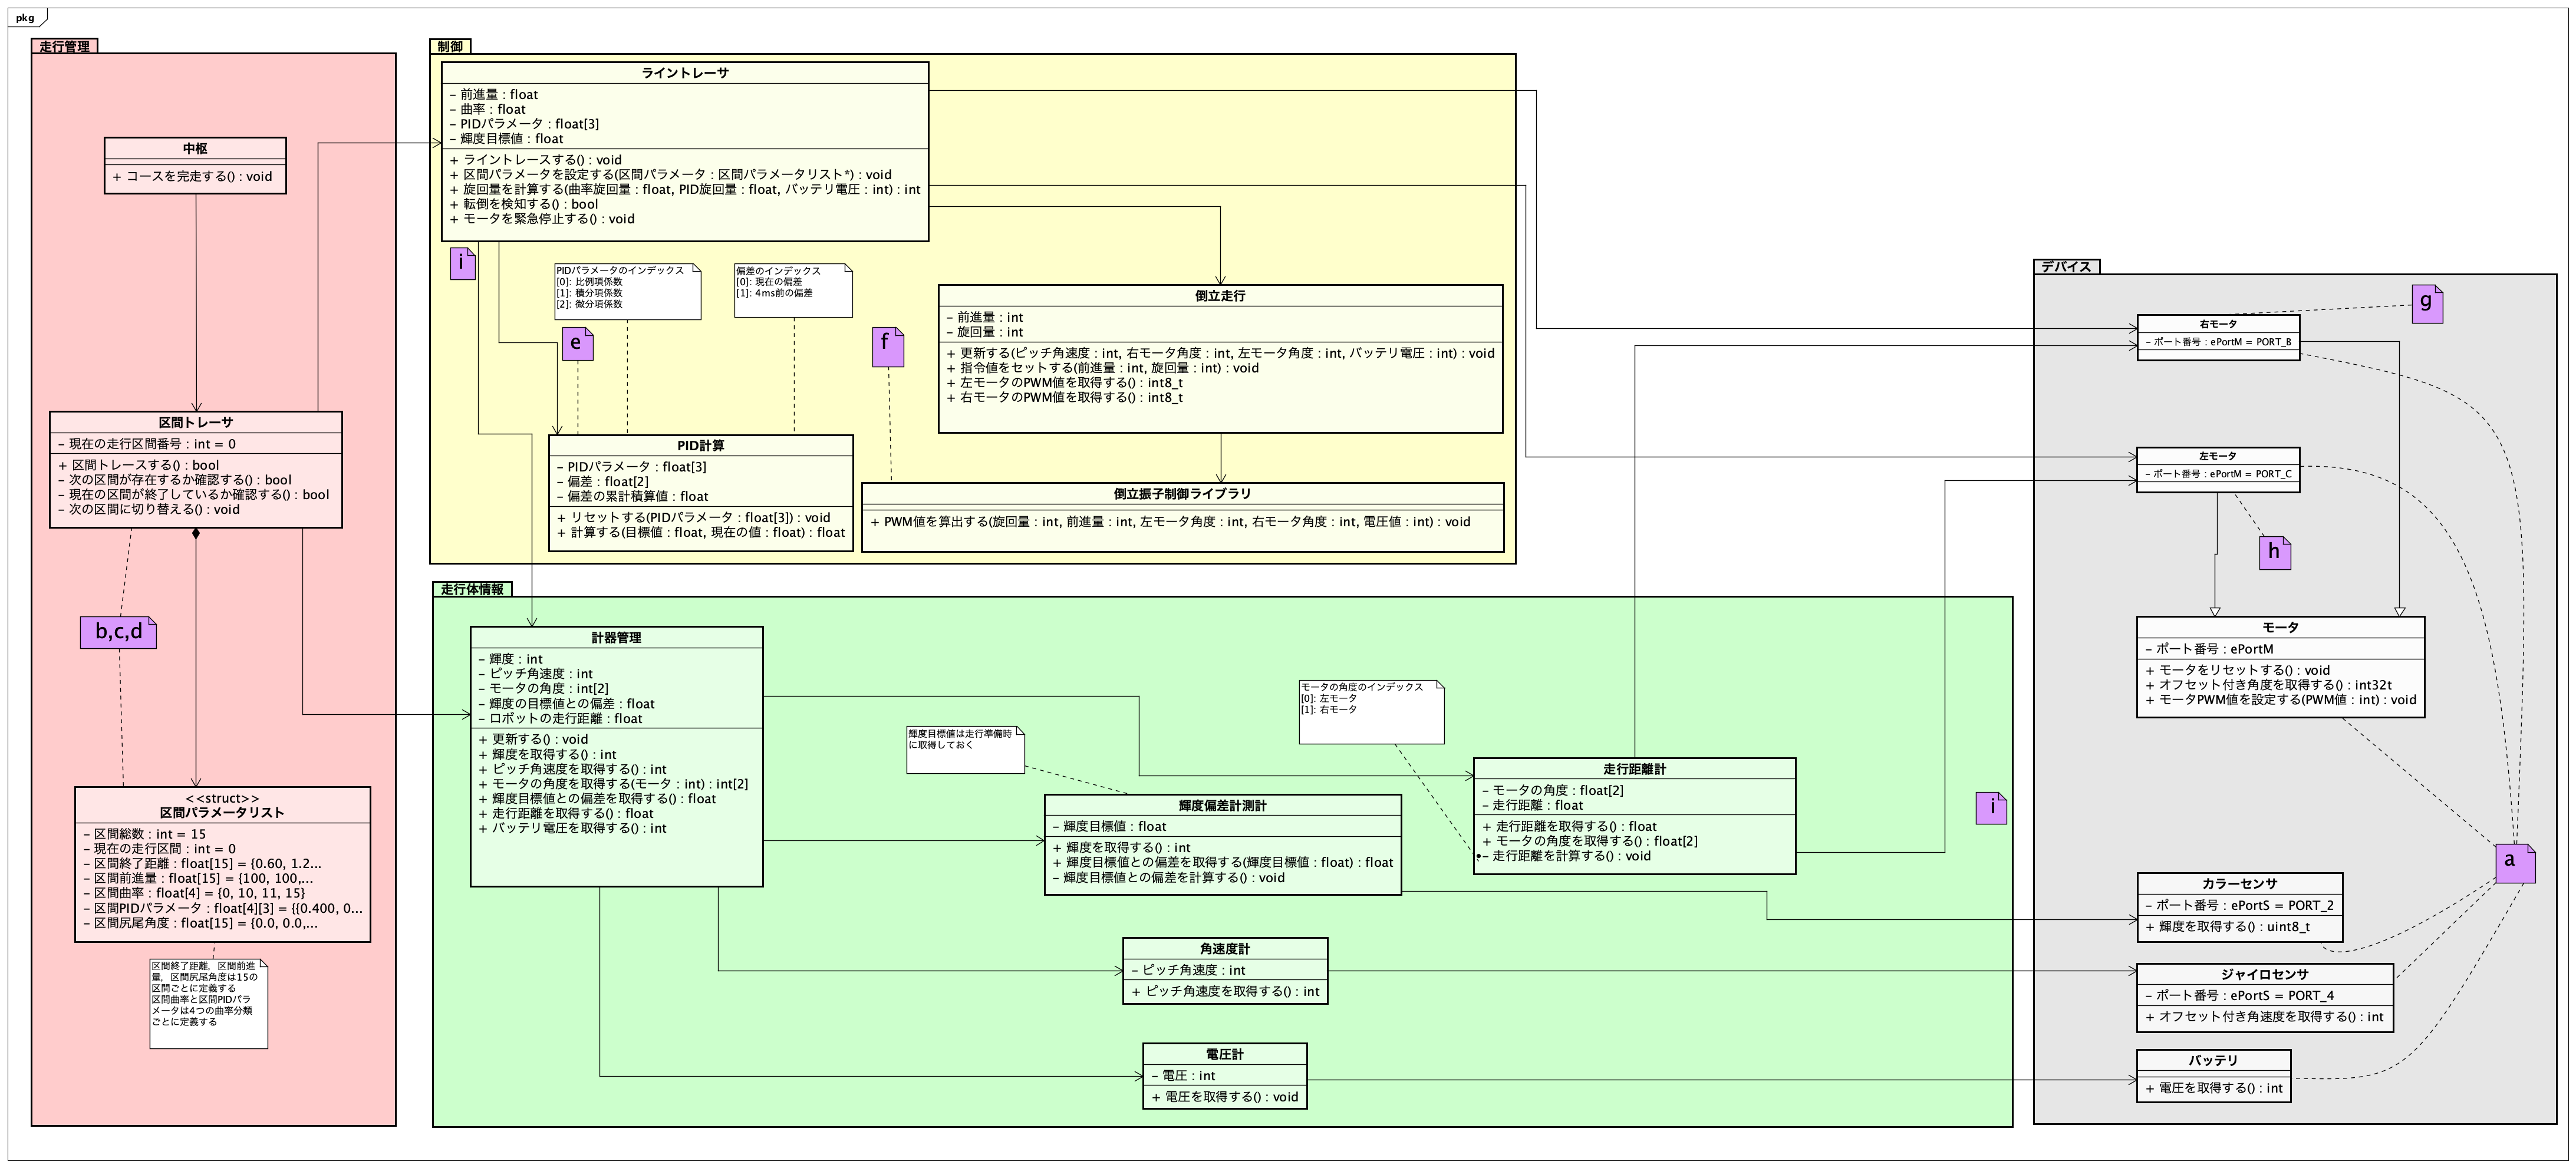 pkg
走行管理
中枢
+ コースを完走する() : void
区間トレーサ
− 現在の走行区間番号 : int = 0
+ 区間トレースする() : bool
− 次の区間が存在するか確認する() : bool
− 現在の区間が終了しているか確認する() : bool
− 次の区間に切り替える() : void
b,c,d
<<struct>>
区間パラメータリスト
− 区間総数 : int = 15
− 現在の走行区間 : int = 0
− 区間終了距離 : float[15] = {0.60, 1.2...
− 区間前進量 : float[15] = {100, 100,...
− 区間曲率 : float[4] = {0, 10, 11, 15}
− 区間PIDパラメータ : float[4][3] = {{0.400, 0...
− 区間尻尾角度 : float[15] = {0.0, 0.0,...
区間終了距離，区間前進
量，区間尻尾角度は15の
区間ごとに定義する
区間曲率と区間PIDパラ
メータは4つの曲率分類
ごとに定義する
制御
ライントレーサ
− 前進量 : float
− 曲率 : float
− PIDパラメータ : float[3]
− 輝度目標値 : float
+ ライントレースする() : void
+ 区間パラメータを設定する(区間パラメータ : 区間パラメータリスト*) : void
+ 旋回量を計算する(曲率旋回量 : float, PID旋回量 : float, バッテリ電圧 : int) : int
+ 転倒を検知する() : bool
+ モータを緊急停止する() : void
i
PIDパラメータのインデックス
[0]: 比例項係数
[1]: 積分項係数
[2]: 微分項係数
偏差のインデックス
[0]: 現在の偏差
[1]: 4ms前の偏差
e
f
倒立走行
− 前進量 : int
− 旋回量 : int
+ 更新する(ピッチ角速度 : int, 右モータ角度 : int, 左モータ角度 : int, バッテリ電圧 : int) : void
+ 指令値をセットする(前進量 : int, 旋回量 : int) : void
+ 左モータのPWM値を取得する() : int8_t
+ 右モータのPWM値を取得する() : int8_t
PID計算
− PIDパラメータ : float[3]
− 偏差 : float[2]
− 偏差の累計積算値 : float
+ リセットする(PIDパラメータ : float[3]) : void
+ 計算する(目標値 : float, 現在の値 : float) : float
倒立振子制御ライブラリ
+ PWM値を算出する(旋回量 : int, 前進量 : int, 左モータ角度 : int, 右モータ角度 : int, 電圧値 : int) : void
走行体情報
計器管理
− 輝度 : int
− ピッチ角速度 : int
− モータの角度 : int[2]
− 輝度の目標値との偏差 : float
− ロボットの走行距離 : float
+ 更新する() : void
+ 輝度を取得する() : int
+ ピッチ角速度を取得する() : int
+ モータの角度を取得する(モータ : int) : int[2]
+ 輝度目標値との偏差を取得する() : float
+ 走行距離を取得する() : float
+ バッテリ電圧を取得する() : int
輝度目標値は走行準備時
に取得しておく
モータの角度のインデックス
[0]: 左モータ
[1]: 右モータ
輝度偏差計測計
− 輝度目標値 : float
+ 輝度を取得する() : int
+ 輝度目標値との偏差を取得する(輝度目標値 : float) : float
− 輝度目標値との偏差を計算する() : void
走行距離計
− モータの角度 : float[2]
− 走行距離 : float
+ 走行距離を取得する() : float
+ モータの角度を取得する() : float[2]
− 走行距離を計算する() : void
i
角速度計
− ピッチ角速度 : int
+ ピッチ角速度を取得する() : int
電圧計
− 電圧 : int
+ 電圧を取得する() : void
デバイス
g
右モータ
− ポート番号 : ePortM = PORT_B
左モータ
− ポート番号 : ePortM = PORT_C
h
モータ
− ポート番号 : ePortM
+ モータをリセットする() : void
+ オフセット付き角度を取得する() : int32t
+ モータPWM値を設定する(PWM値 : int) : void
a
カラーセンサ
− ポート番号 : ePortS = PORT_2
+ 輝度を取得する() : uint8_t
ジャイロセンサ
− ポート番号 : ePortS = PORT_4
+ オフセット付き角速度を取得する() : int
バッテリ
+ 電圧を取得する() : int